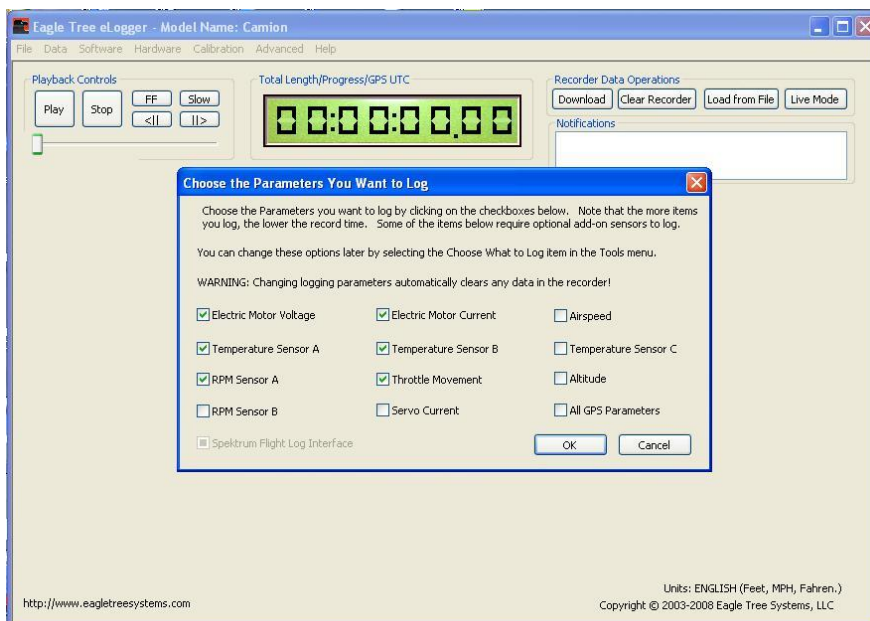 Eagle Tree eLogger - Model Name: Camion
File Data Software Hardware Calibration Advanced Help
Playback Controls
Play
Stop
FF
Slow
<||
||>
Total Length/Progress/GPS UTC
00:00:00.00
Recorder Data Operations
Download
Clear Recorder
Load from File
Live Mode
Notifications
Choose the Parameters You Want to Log
Choose the Parameters you want to log by clicking on the checkboxes below. Note that the more items
you log, the lower the record time. Some of the items below require optional add-on sensors to log.
You can change these options later by selecting the Choose What to Log item in the Tools menu.
WARNING: Changing logging parameters automatically clears any data in the recorder!
Electric Motor Voltage
Electric Motor Current
Airspeed
Temperature Sensor A
Temperature Sensor B
Temperature Sensor C
RPM Sensor A
Throttle Movement
Altitude
RPM Sensor B
Servo Current
All GPS Parameters
Spektrum Flight Log Interface
OK
Cancel
Units: ENGLISH (Feet, MPH, Fahren.)
http://www.eagletreesystems.com
Copyright © 2003-2008 Eagle Tree Systems, LLC